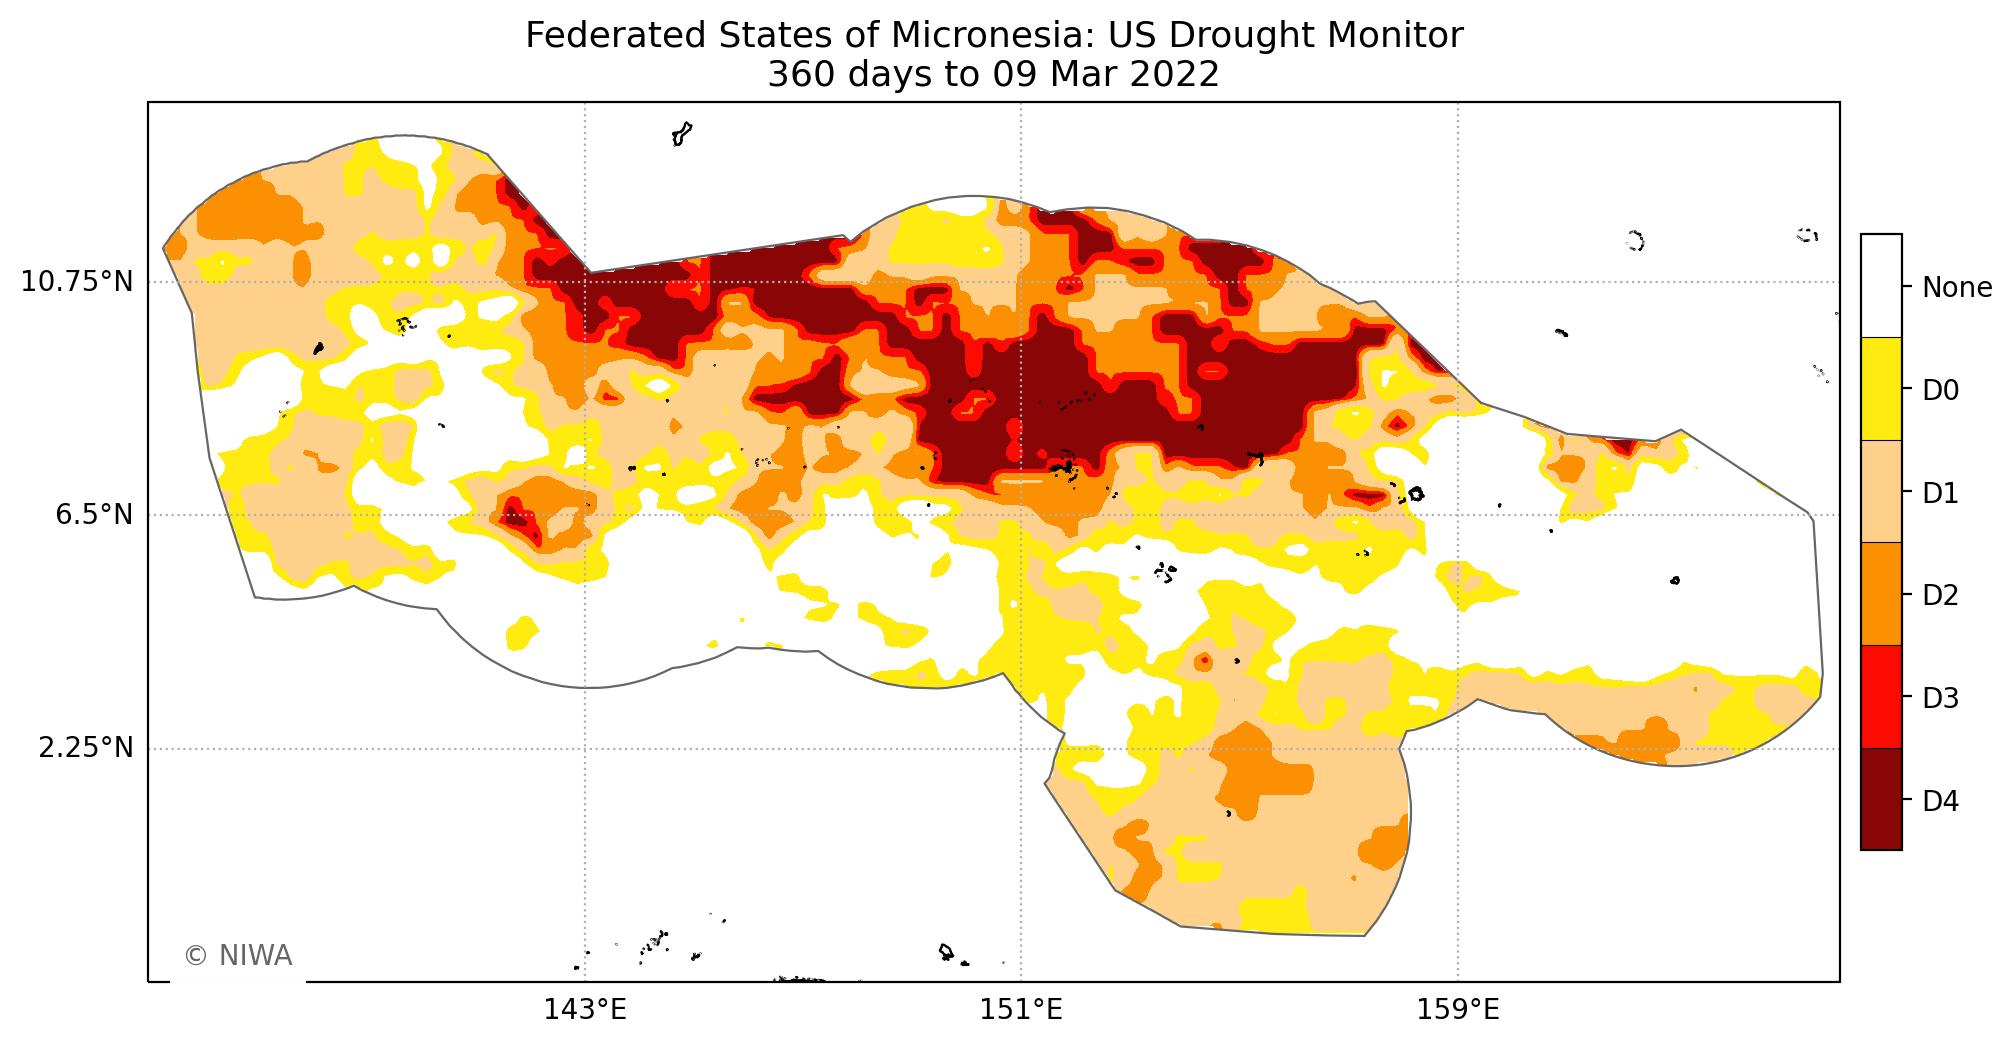 Federated States of Micronesia: US Drought Monitor
360 days to 09 Mar 2022
10.75°N
6.5°N
2.25°N
143°E
151°E
159°E
None
D0
D1
D2
D3
D4
© NIWA